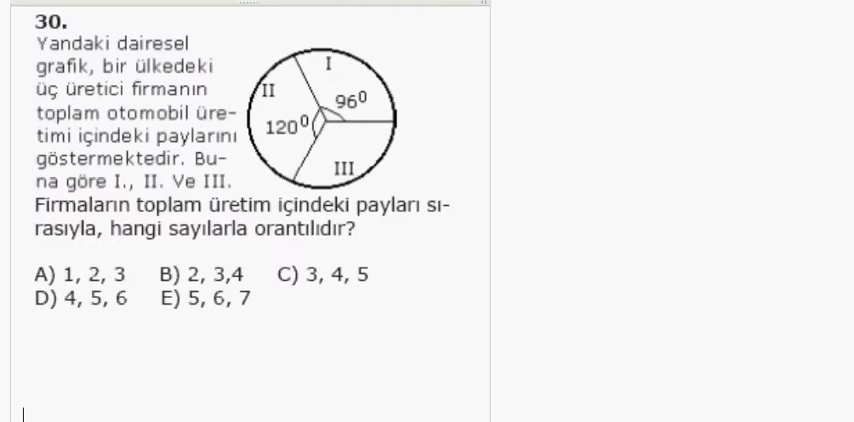 30.
Yandaki dairesel
grafik, bir ülkedeki
üç üretici firmanın
toplam otomobil üre-
timi içindeki paylarını
göstermektedir. Bu-
na göre I., II. Ve III.
Firmaların toplam üretim içindeki payları sı-
rasıyla, hangi sayılarla orantılıdır?
I
II
96⁰
120⁰
III
A) 1, 2, 3 B) 2, 3,4 C) 3, 4, 5
D) 4, 5, 6 E) 5, 6, 7